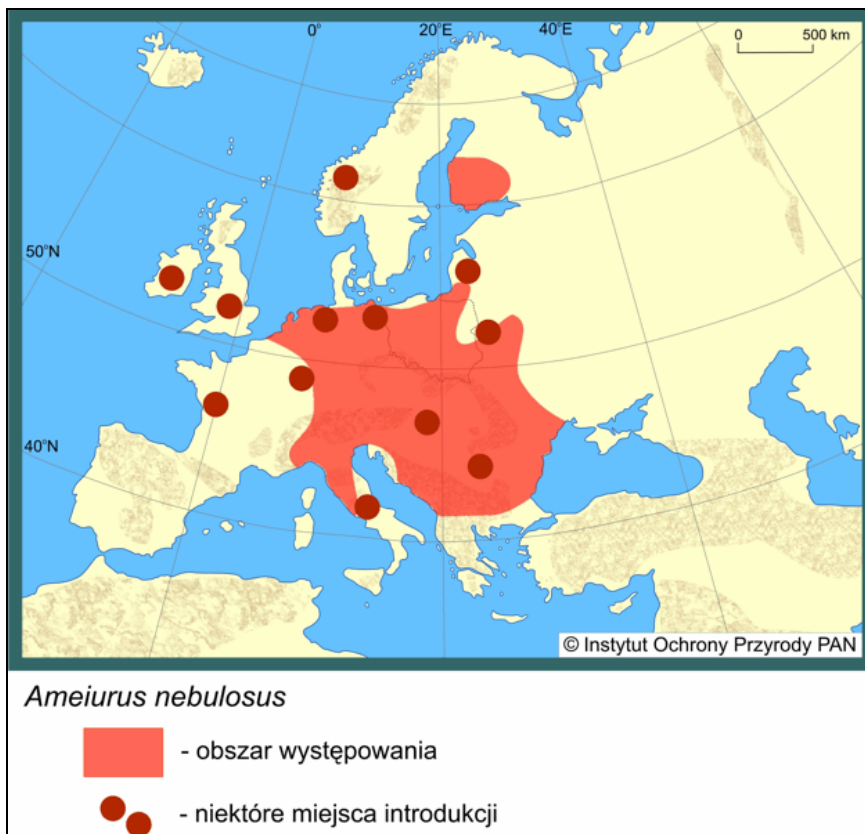 0°
20°E
40°E
0
500 km
50°N
40°N
© Instytut Ochrony Przyrody PAN
Ameiurus nebulosus
- obszar występowania
- niektóre miejsca introdukcji